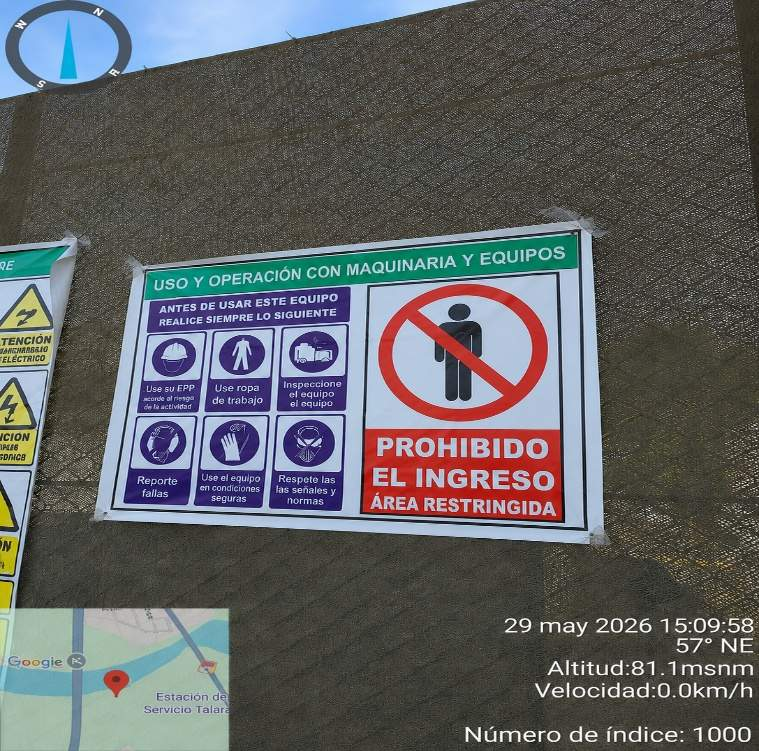 W
N
S
R
RE
USO Y OPERACIÓN CON MAQUINARIA Y EQUIPOS
ANTES DE USAR ESTE EQUIPO
REALICE SIEMPRE LO SIGUIENTE
Use su EPP
acorde al riesgo
de la actividad
Use ropa
de trabajo
Inspeccione
el equipo
el equipo
Reporte
fallas
Use el equipo
en condiciones
seguras
Respete las
las señales y
normas
PROHIBIDO
EL INGRESO
ÁREA RESTRINGIDA
ATENCIÓN
ELÉCTRICO
NCION
ÓN
Google
Estación de
Servicio Talara
29 may 2026 15:09:58
57° NE
Altitud:81.1msnm
Velocidad:0.0km/h
Número de índice: 1000